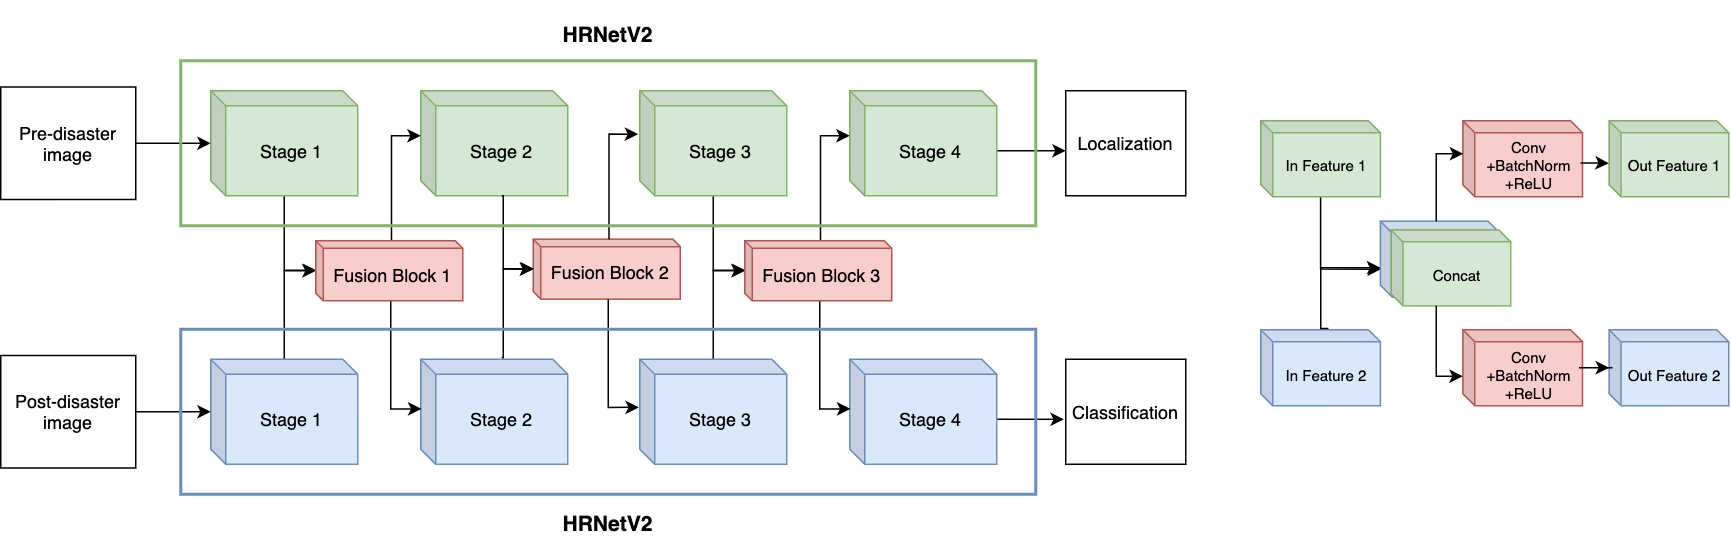 HRNetV2
Pre-disaster
image
Stage 1
Stage 2
Stage 3
Stage 4
Localization
Fusion Block 1
Fusion Block 2
Fusion Block 3
Post-disaster
image
Stage 1
Stage 2
Stage 3
Stage 4
Classification
HRNetV2
In Feature 1
Conv
+BatchNorm
+ReLU
Out Feature 1
Concat
In Feature 2
Conv
+BatchNorm
+ReLU
Out Feature 2